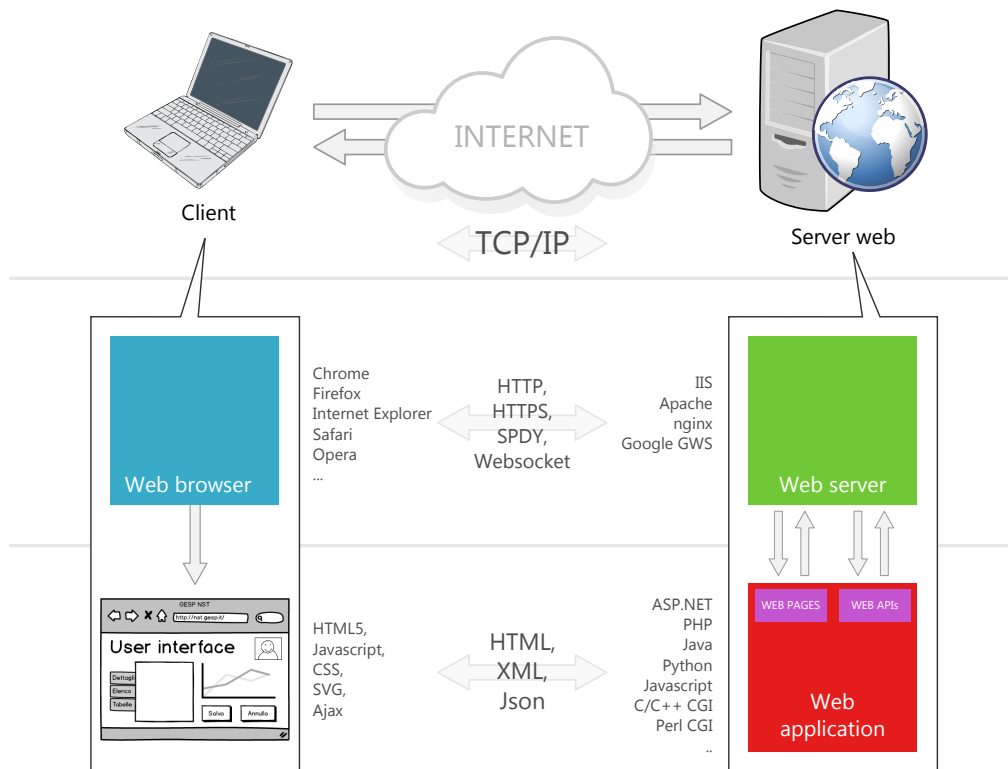 INTERNET
Client
TCP/IP
Server web
Chrome
Firefox
Internet Explorer
Safari
Opera
...
HTTP,
HTTPS,
SPDY,
Websocket
IIS
Apache
nginx
Google GWS
Web browser
Web server
GESP NST
http://nst.gesp.it/
User interface
Dettagli
Elenco
Tabelle
Salva
Annulla
HTML5,
Javascript,
CSS,
SVG,
Ajax
HTML,
XML,
Json
ASP.NET
PHP
Java
Python
Javascript
C/C++ CGI
Perl CGI
..
WEB PAGES
WEB APIs
Web
application